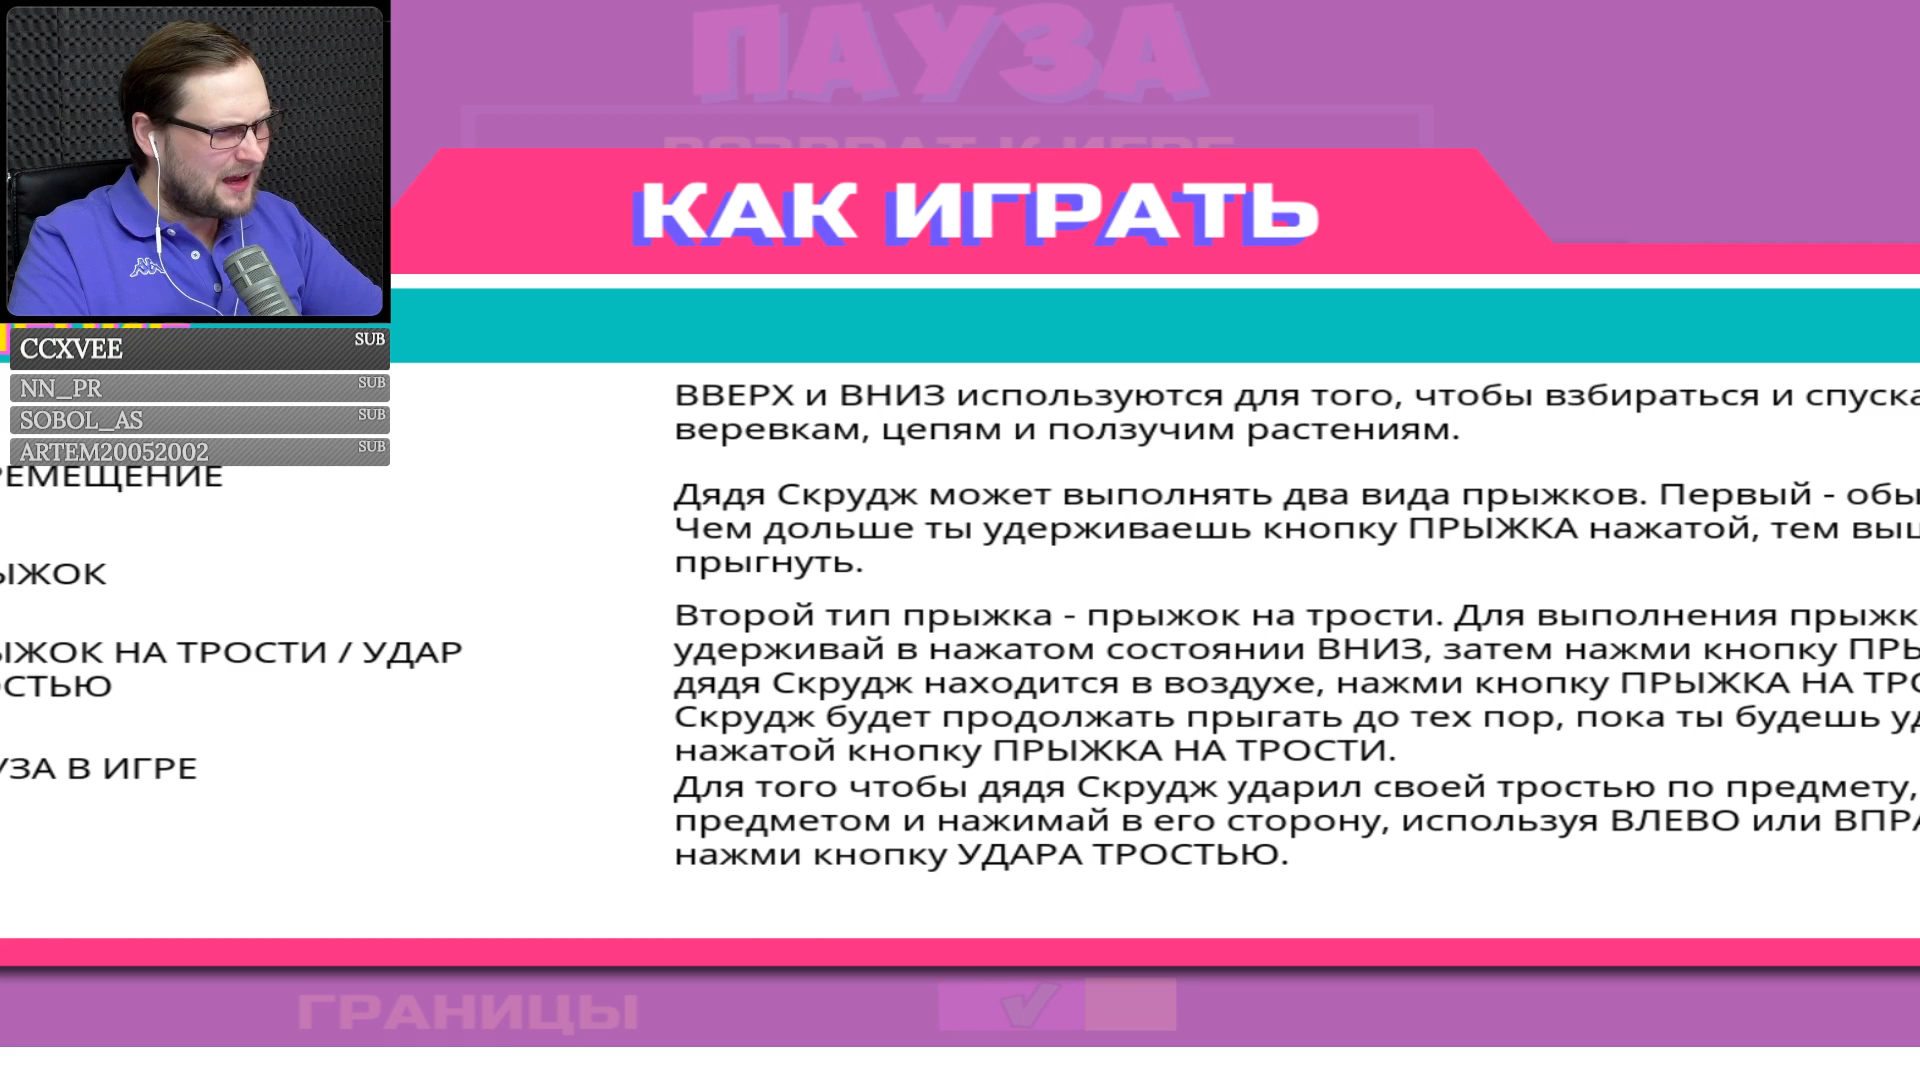 ПАУЗА
ВОЗВРАТ К ИГРЕ
КАК ИГРАТЬ
CCXVEE SUB
NN_PR SUB
SOBOL_AS SUB
ARTEM20052002 SUB
РЕМЕЩЕНИЕ
ЫЖОК
ЫЖОК НА ТРОСТИ / УДАР
ОСТЬЮ
УЗА В ИГРЕ
ВВЕРХ и ВНИЗ используются для того, чтобы взбираться и спуска
веревкам, цепям и ползучим растениям.
Дядя Скрудж может выполнять два вида прыжков. Первый - обы
Чем дольше ты удерживаешь кнопку ПРЫЖКА нажатой, тем выш
прыгнуть.
Второй тип прыжка - прыжок на трости. Для выполнения прыжк
удерживай в нажатом состоянии ВНИЗ, затем нажми кнопку ПРЫ
дядя Скрудж находится в воздухе, нажми кнопку ПРЫЖКА НА ТРО
Скрудж будет продолжать прыгать до тех пор, пока ты будешь уд
нажатой кнопку ПРЫЖКА НА ТРОСТИ.
Для того чтобы дядя Скрудж ударил своей тростью по предмету,
предметом и нажимай в его сторону, используя ВЛЕВО или ВПРА
нажми кнопку УДАРА ТРОСТЬЮ.
ГРАНИЦЫ